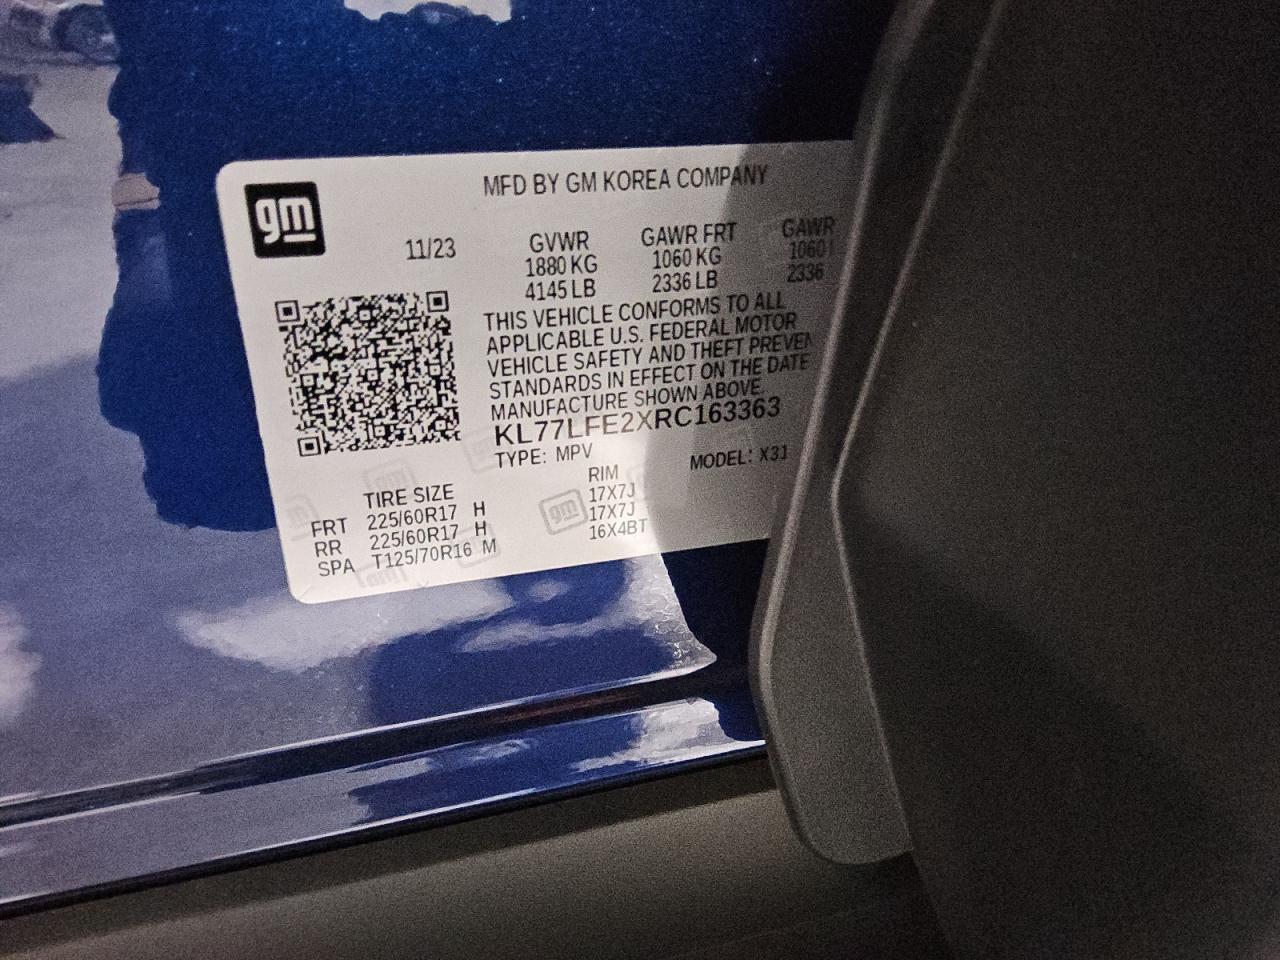 gm
MFD BY GM KOREA COMPANY
11/23 GVWR GAWR FRT GAWR
1880 KG 1060 KG 1060
4145 LB 2336 LB 2336
THIS VEHICLE CONFORMS TO ALL
APPLICABLE U.S. FEDERAL MOTOR
VEHICLE SAFETY AND THEFT PREVEN
STANDARDS IN EFFECT ON THE DATE
MANUFACTURE SHOWN ABOVE.
KL77LFE2XRC163363
TYPE: MPV MODEL: X31
TIRE SIZE RIM
FRT 225/60R17 H 17X7J
RR 225/60R17 H 17X7J
SPA T125/70R16 M 16X4BT